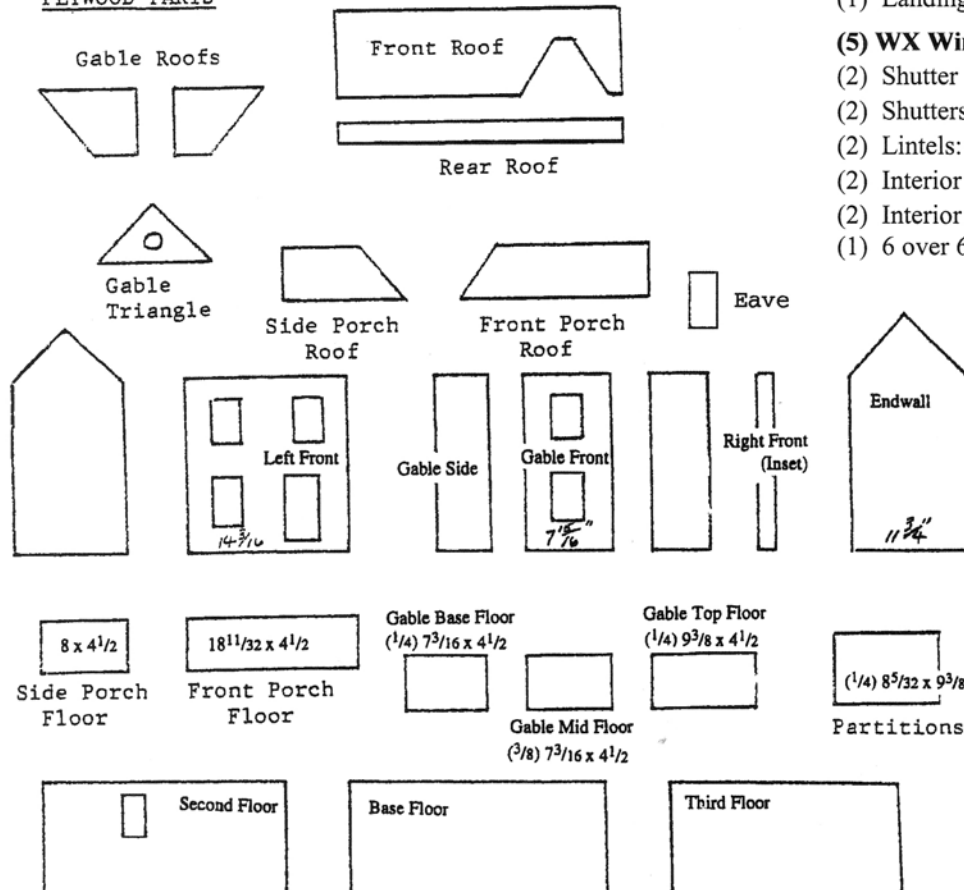 PLYWOOD PARTS
Gable Roofs
Front Roof
Rear Roof
Gable
Triangle
Side Porch
Roof
Front Porch
Roof
Eave
Left Front
14 3/16
Gable Side
Gable Front
7 15/16"
Right Front
(Inset)
Endwall
11 3/4"
8 x 4 1/2
Side Porch
Floor
18 11/32 x 4 1/2
Front Porch
Floor
Gable Base Floor
(1/4) 7 3/16 x 4 1/2
Gable Mid Floor
(3/8) 7 3/16 x 4 1/2
Gable Top Floor
(1/4) 9 3/8 x 4 1/2
(1/4) 8 5/32 x 9 3/8
Partitions
Second Floor
Base Floor
Third Floor
(1) Landing
(5) WX Wi
(2) Shutter
(2) Shutters
(2) Lintels:
(2) Interior
(2) Interior
(1) 6 over 6